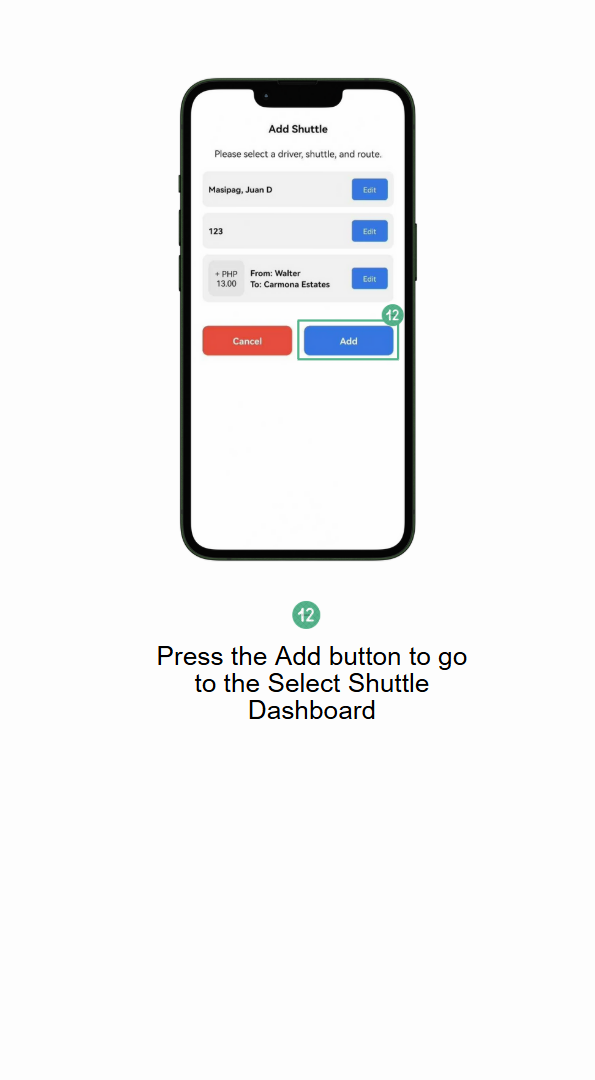 Add Shuttle
Please select a driver, shuttle, and route.
Masipag, Juan D
Edit
123
Edit
+ PHP
13.00
From: Walter
To: Carmona Estates
Edit
12
Cancel
Add
12
Press the Add button to go
to the Select Shuttle
Dashboard